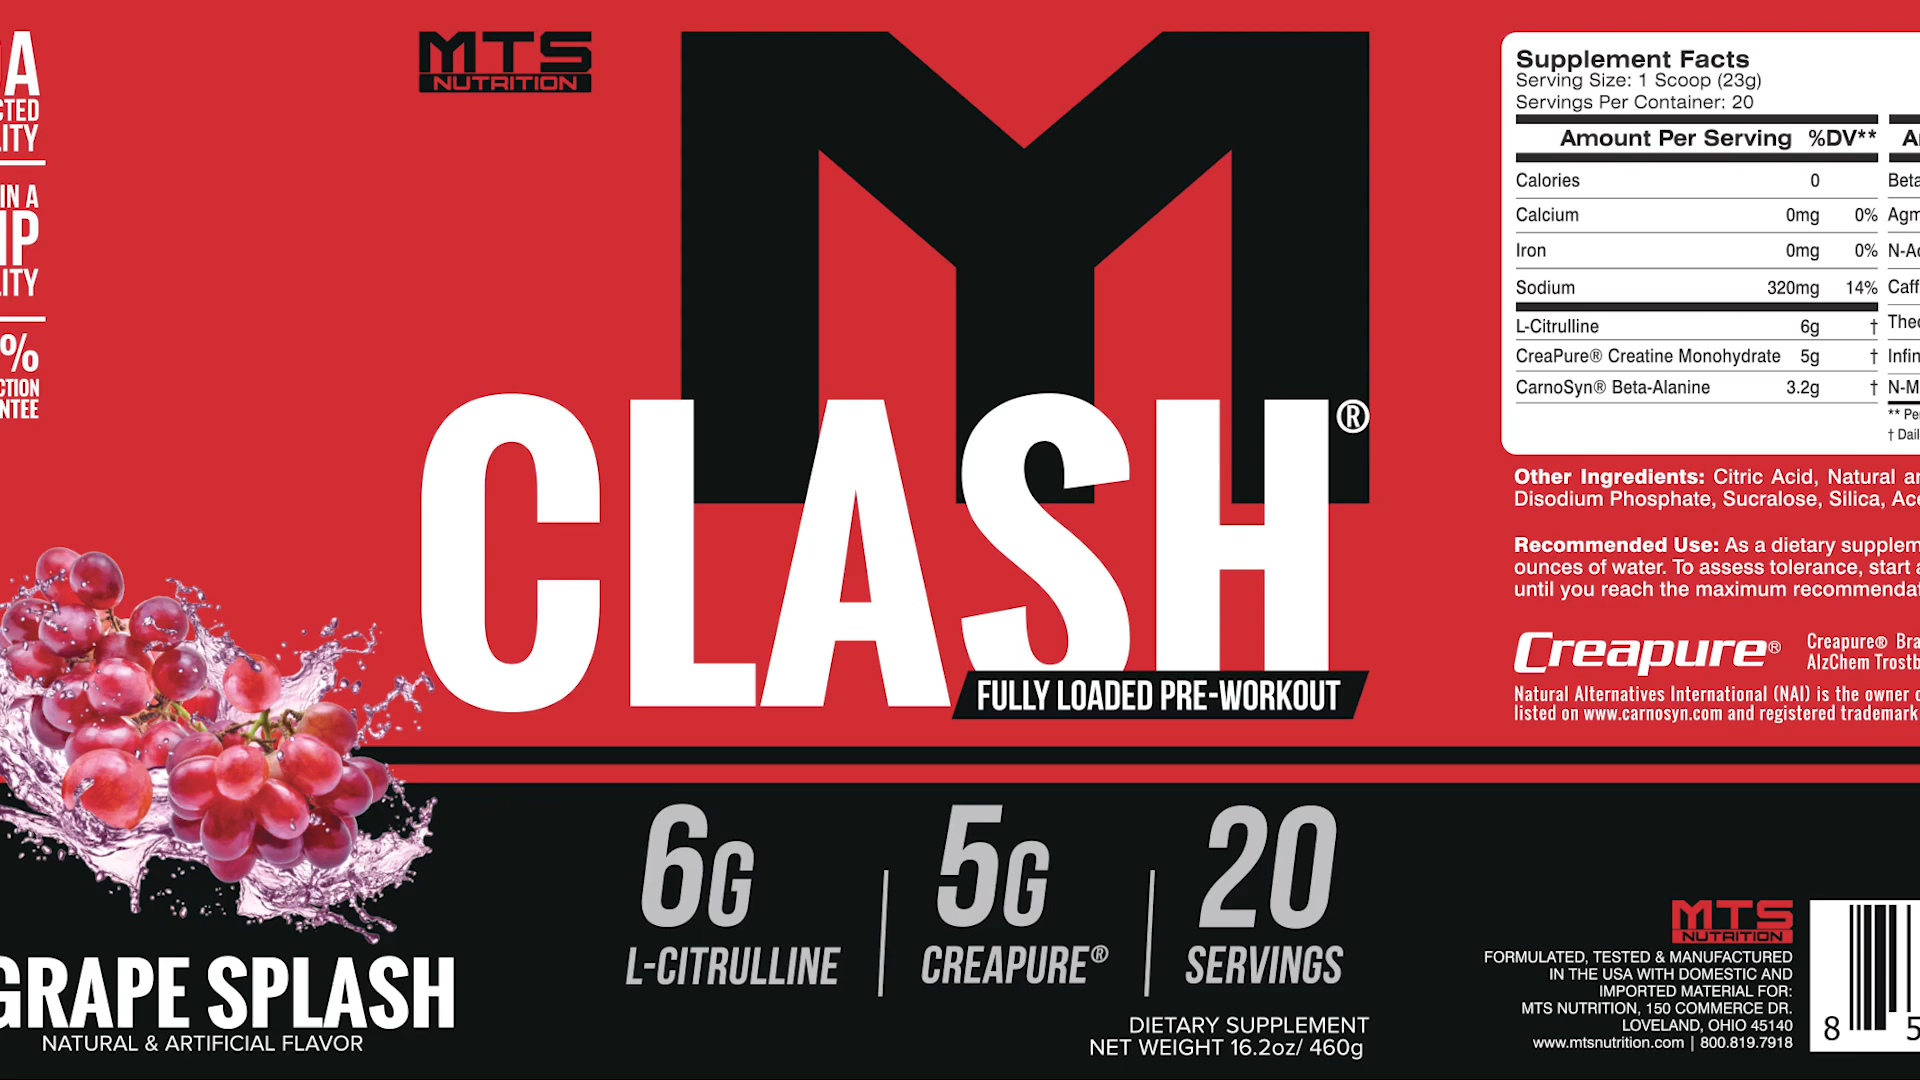 MTS
NUTRITION
CLASH®
FULLY LOADED PRE-WORKOUT
IN A
%
GRAPE SPLASH
NATURAL & ARTIFICIAL FLAVOR
6G
L-CITRULLINE
5G
CREAPURE®
20
SERVINGS
DIETARY SUPPLEMENT
NET WEIGHT 16.2oz/ 460g
Supplement Facts
Serving Size: 1 Scoop (23g)
Servings Per Container: 20
Amount Per Serving %DV**
Calories 0
Calcium 0mg 0%
Iron 0mg 0%
Sodium 320mg 14%
L-Citrulline 6g †
CreaPure® Creatine Monohydrate 5g †
CarnoSyn® Beta-Alanine 3.2g †
**
†
Other Ingredients: Citric Acid, Natural
Disodium Phosphate, Sucralose, Silica,
Recommended Use: As a dietary
ounces of water. To assess tolerance, start
until you reach the maximum
Creapure®
Creapure®
AlzChem
Natural Alternatives International (NAI) is the owner
listed on www.carnosyn.com and registered trademark
MTS
NUTRITION
FORMULATED, TESTED & MANUFACTURED
IN THE USA WITH DOMESTIC AND
IMPORTED MATERIAL FOR:
MTS NUTRITION, 150 COMMERCE DR.
LOVELAND, OHIO 45140
www.mtsnutrition.com | 800.819.7918
8 5